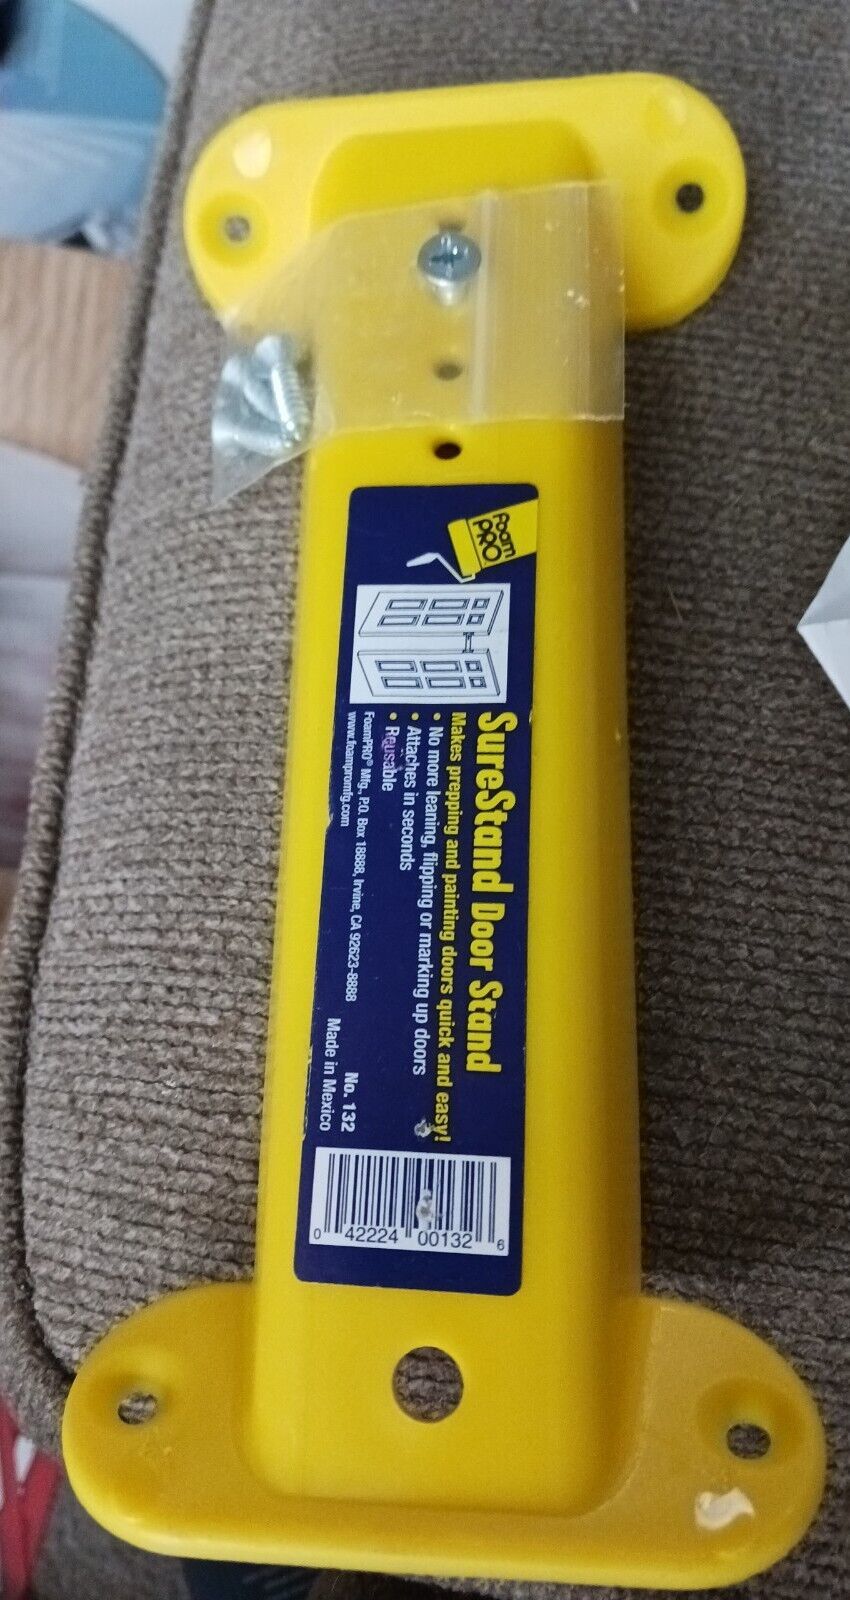 Foam
PRO
SureStand Door Stand
Makes prepping and painting doors quick and easy!
• No more leaning, flipping or marking up doors
• Attaches in seconds
• Reusable
FoamPRO® Mfg., P.O. Box 18888, Irvine, CA 92623-8888
www.foampromfg.com
No. 132
Made in Mexico
0 42224 00132 6